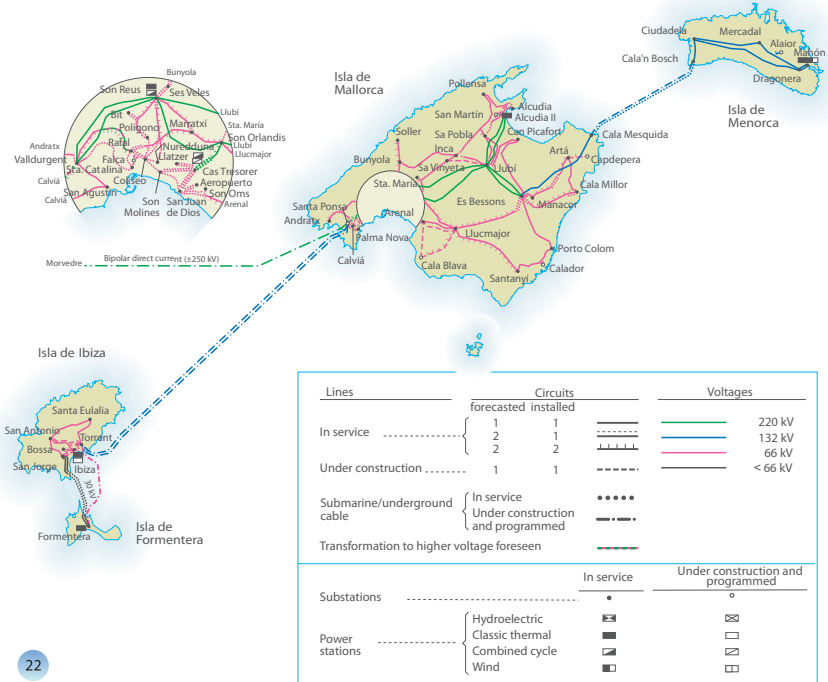 Ciudadela
Mercadal
Alaior
Mahón
Cala'n Bosch
Dragonera
Isla de
Menorca
Isla de
Mallorca
Pollensa
San Martín
Alcudia
Alcudia II
Can Picafort
Soller
Sa Pobla
Inca
Cala Mesquida
Artá
Capdepera
Bunyola
Sa Vinyeta
Llubí
Sta. María
Cala Millor
Es Bessons
Manacor
Santa Ponsa
Arenal
Andratx
Llucmajor
Palma Nova
Calviá
Porto Colom
Cala Blava
Calador
Santanyí
Bunyola
Son Reus
Ses Veles
Bit
Llubí
Polígono
Marratxi
Sta. María
Rafal
Son Orlandis
Andratx
Nuredduna
Llubí
Valldurgent
Falca
Llatzer
Llucmajor
Sta. Catalina
Cas Tresorer
Calviá
Coliseo
Aeropuerto
San Agustín
Son Oms
Calviá
Son
Molines
San Juan
de Dios
Arenal
Morvedre
Bipolar direct current (±250 kV)
Isla de Ibiza
Santa Eulalia
San Antonio
Torrent
Bossa
San Jorge
Ibiza
30 kV
Formentera
Isla de
Formentera
Lines
Circuits
Voltages
forecasted installed
In service
1 1
2 1
2 2
220 kV
132 kV
66 kV
< 66 kV
Under construction
1 1
Submarine/underground
cable
In service
Under construction
and programmed
Transformation to higher voltage foreseen
In service
Under construction and
programmed
Substations
Power
stations
Hydroelectric
Classic thermal
Combined cycle
Wind
22